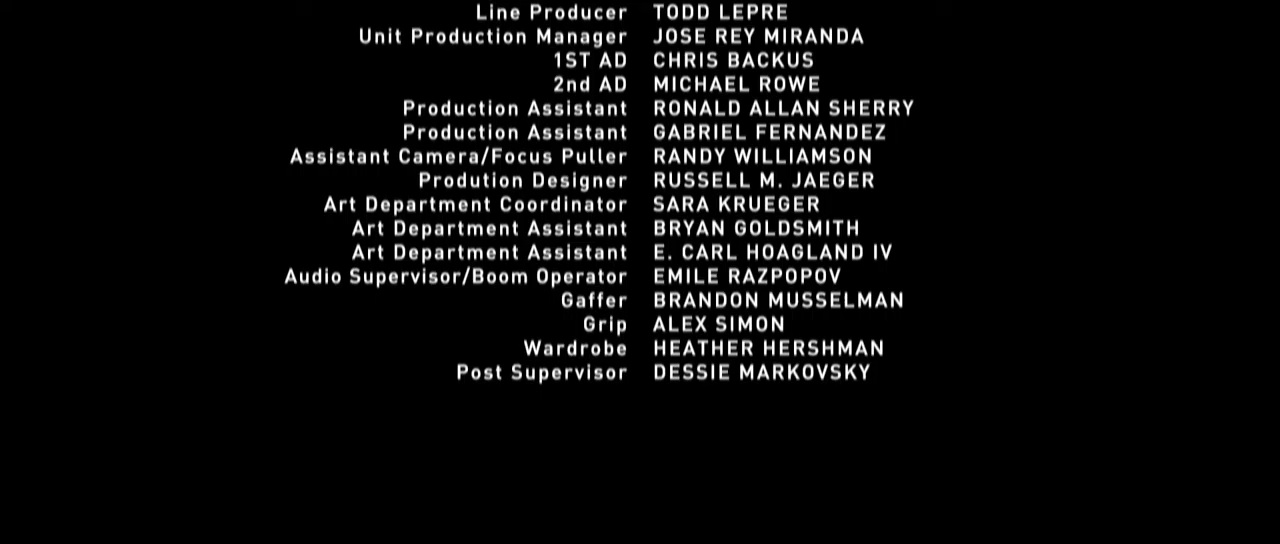 Line Producer TODD LEPRE
Unit Production Manager JOSE REY MIRANDA
1ST AD CHRIS BACKUS
2nd AD MICHAEL ROWE
Production Assistant RONALD ALLAN SHERRY
Production Assistant GABRIEL FERNANDEZ
Assistant Camera/Focus Puller RANDY WILLIAMSON
Prodution Designer RUSSELL M. JAEGER
Art Department Coordinator SARA KRUEGER
Art Department Assistant BRYAN GOLDSMITH
Art Department Assistant E. CARL HOAGLAND IV
Audio Supervisor/Boom Operator EMILE RAZPOPOV
Gaffer BRANDON MUSSELMAN
Grip ALEX SIMON
Wardrobe HEATHER HERSHMAN
Post Supervisor DESSIE MARKOVSKY